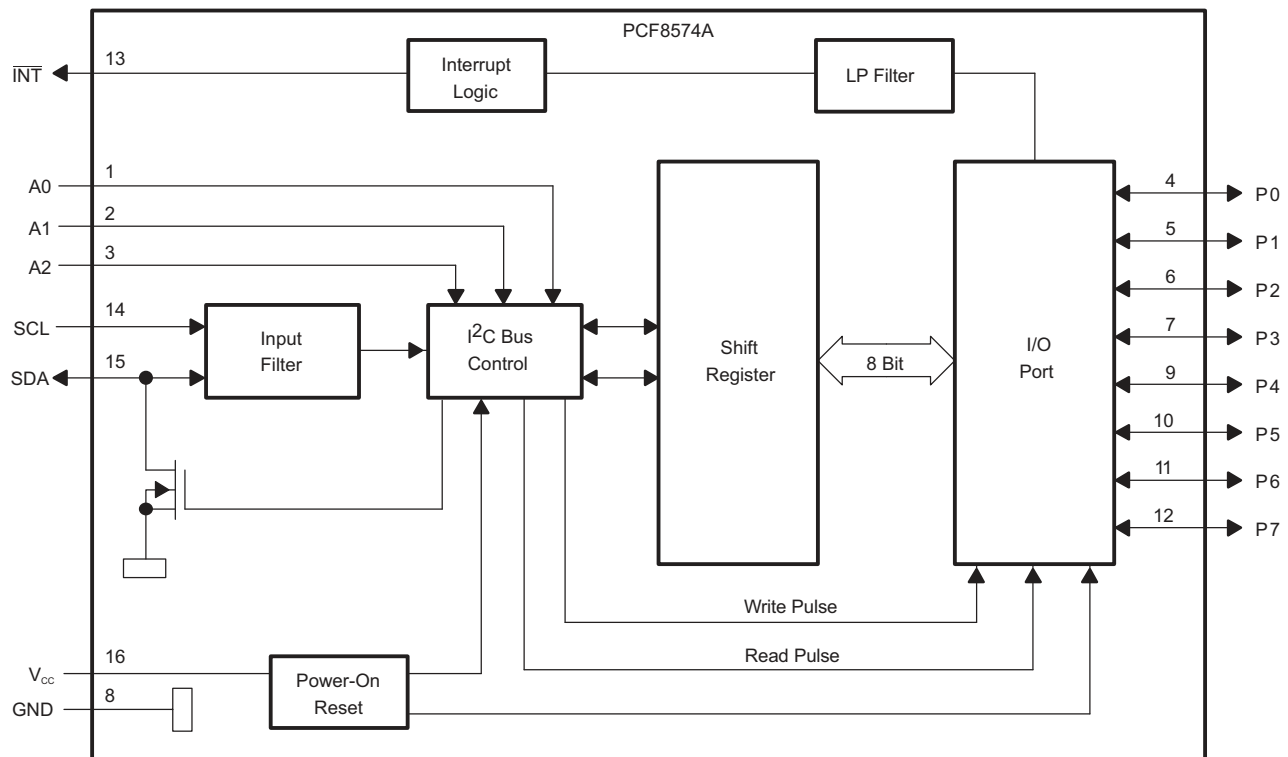 PCF8574A
INT
13
Interrupt
Logic
LP Filter
A0
1
A1
2
A2
3
SCL
14
SDA
15
Input
Filter
I2C Bus
Control
Shift
Register
8 Bit
I/O
Port
4
P0
5
P1
6
P2
7
P3
9
P4
10
P5
11
P6
12
P7
Write Pulse
Read Pulse
VCC
16
GND
8
Power-On
Reset